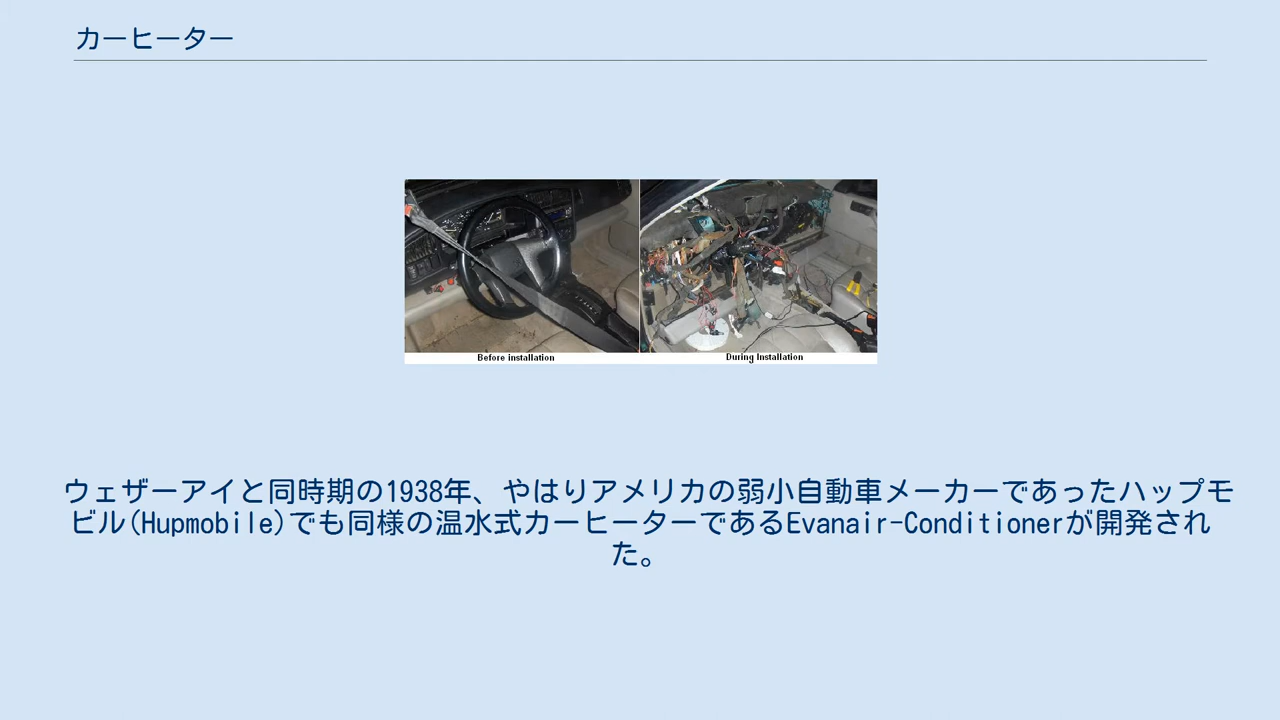 カーヒーター
Before installation
During Installation
ウェザーアイと同時期の1938年、やはりアメリカの弱小自動車メーカーであったハップモ
ビル(Hupmobile)でも同様の温水式カーヒーターであるEvanair-Conditionerが開発され
た。